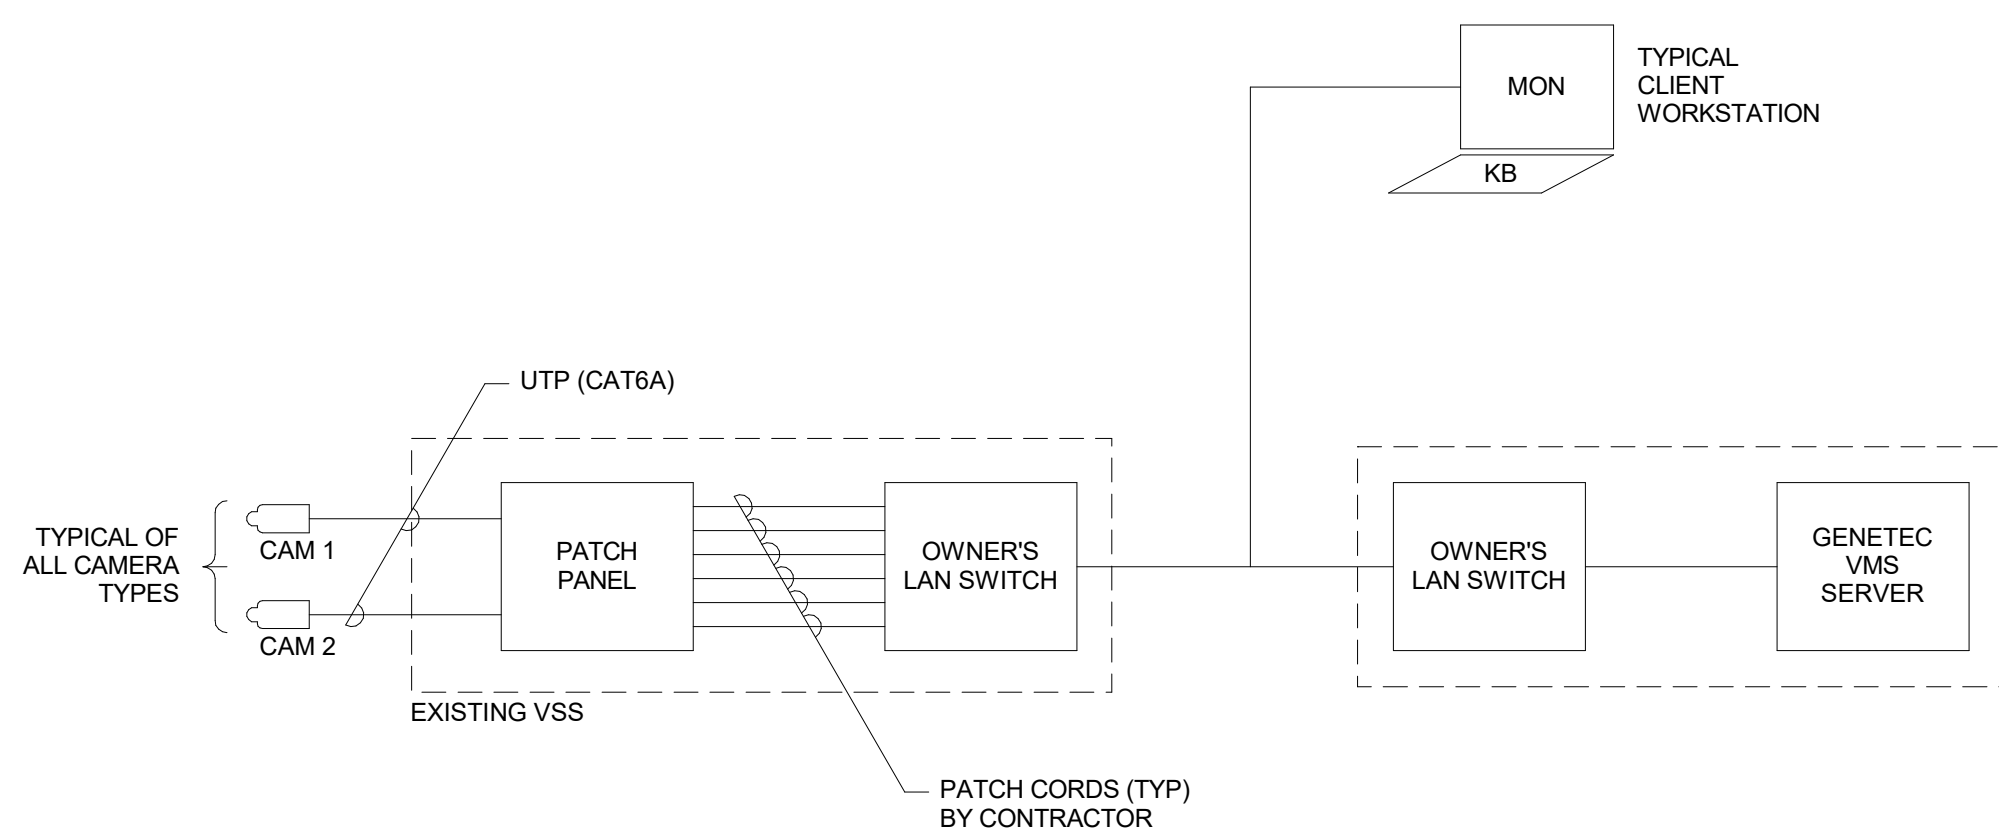 MON
TYPICAL
CLIENT
WORKSTATION
KB
UTP (CAT6A)
TYPICAL OF
ALL CAMERA
TYPES
CAM 1
CAM 2
PATCH
PANEL
OWNER'S
LAN SWITCH
OWNER'S
LAN SWITCH
GENETEC
VMS
SERVER
EXISTING VSS
PATCH CORDS (TYP)
BY CONTRACTOR